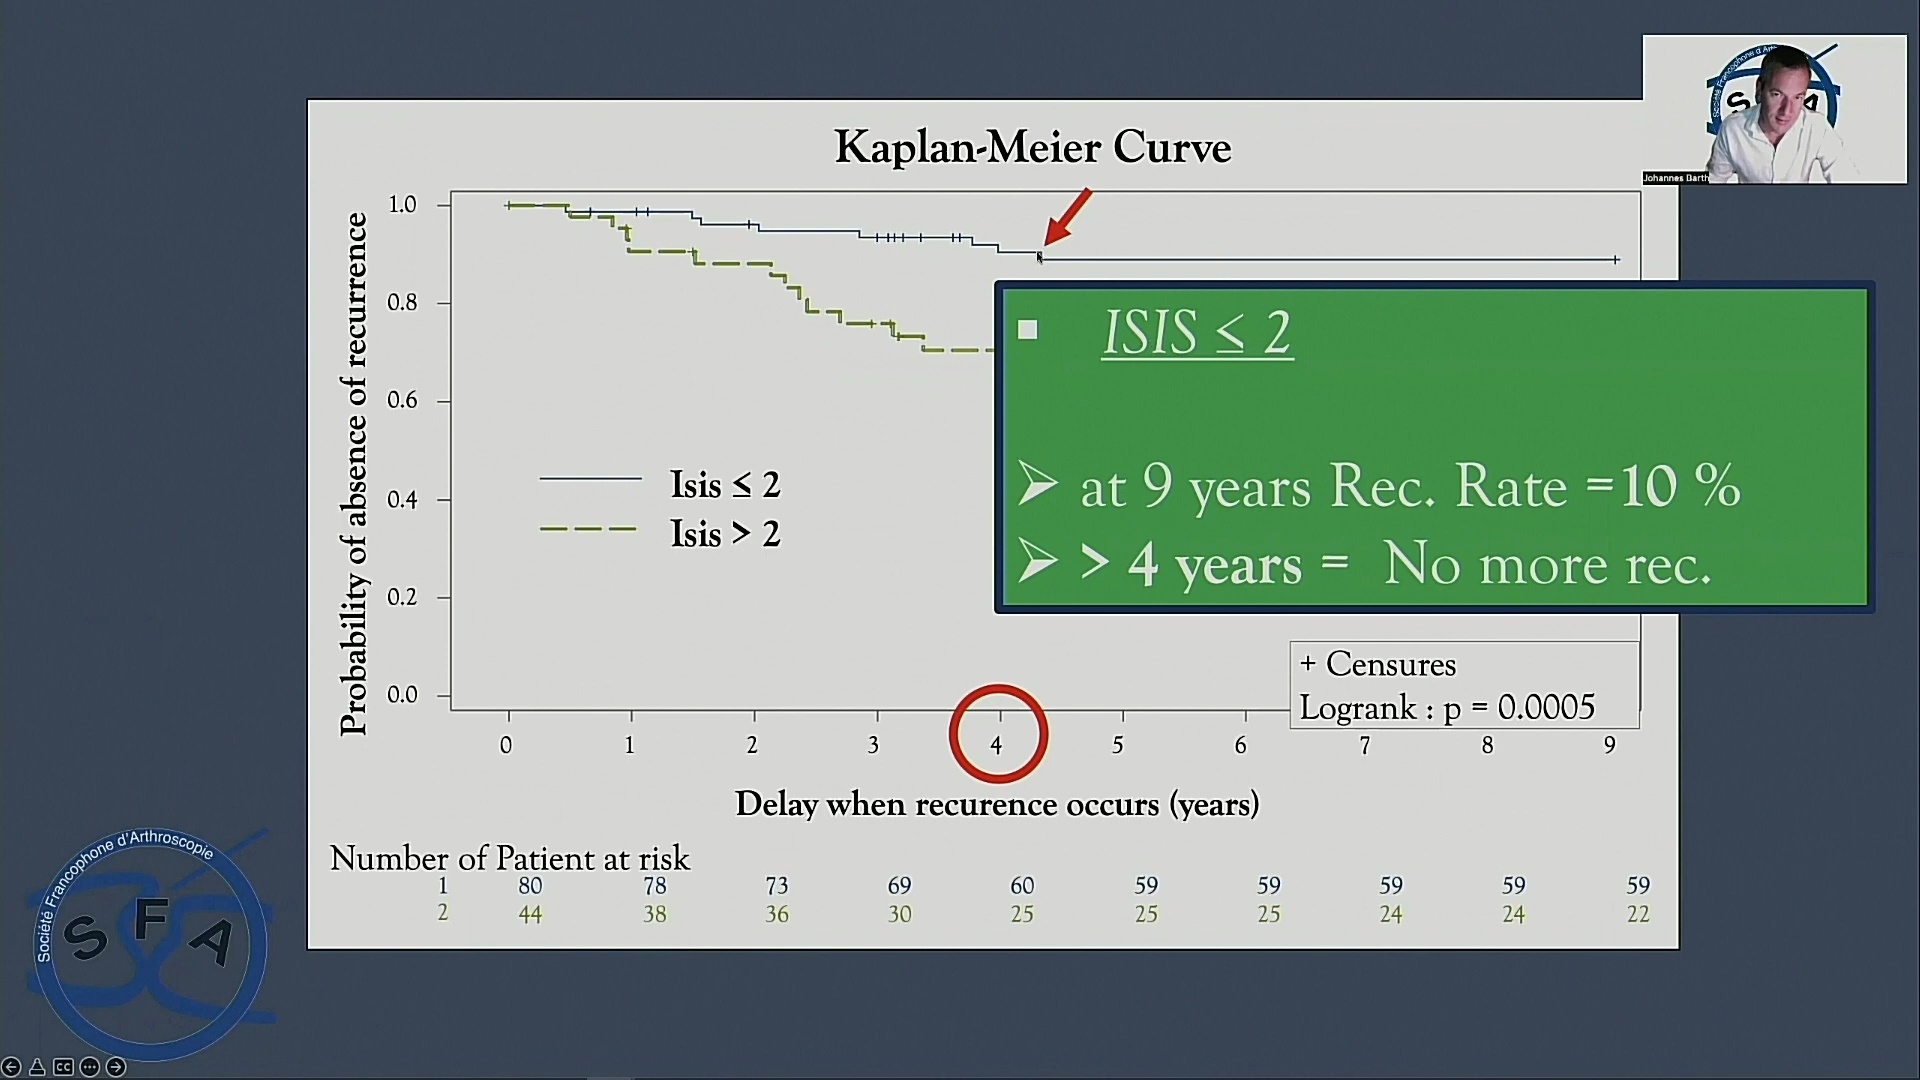 Kaplan-Meier Curve
Probability of absence of recurrence
1.0
0.8
0.6
0.4
0.2
0.0
Isis ≤ 2
Isis > 2
ISIS ≤ 2
at 9 years Rec. Rate =10 %
> 4 years = No more rec.
+ Censures
Logrank : p = 0.0005
0 1 2 3 4 5 6 7 8 9
Delay when recurence occurs (years)
Number of Patient at risk
1 80 78 73 69 60 59 59 59 59 59
2 44 38 36 30 25 25 25 24 24 22
Société Francophone d'Arthroscopie
S F A
Johannes Barth
Société Francophone d'A
S A
CC